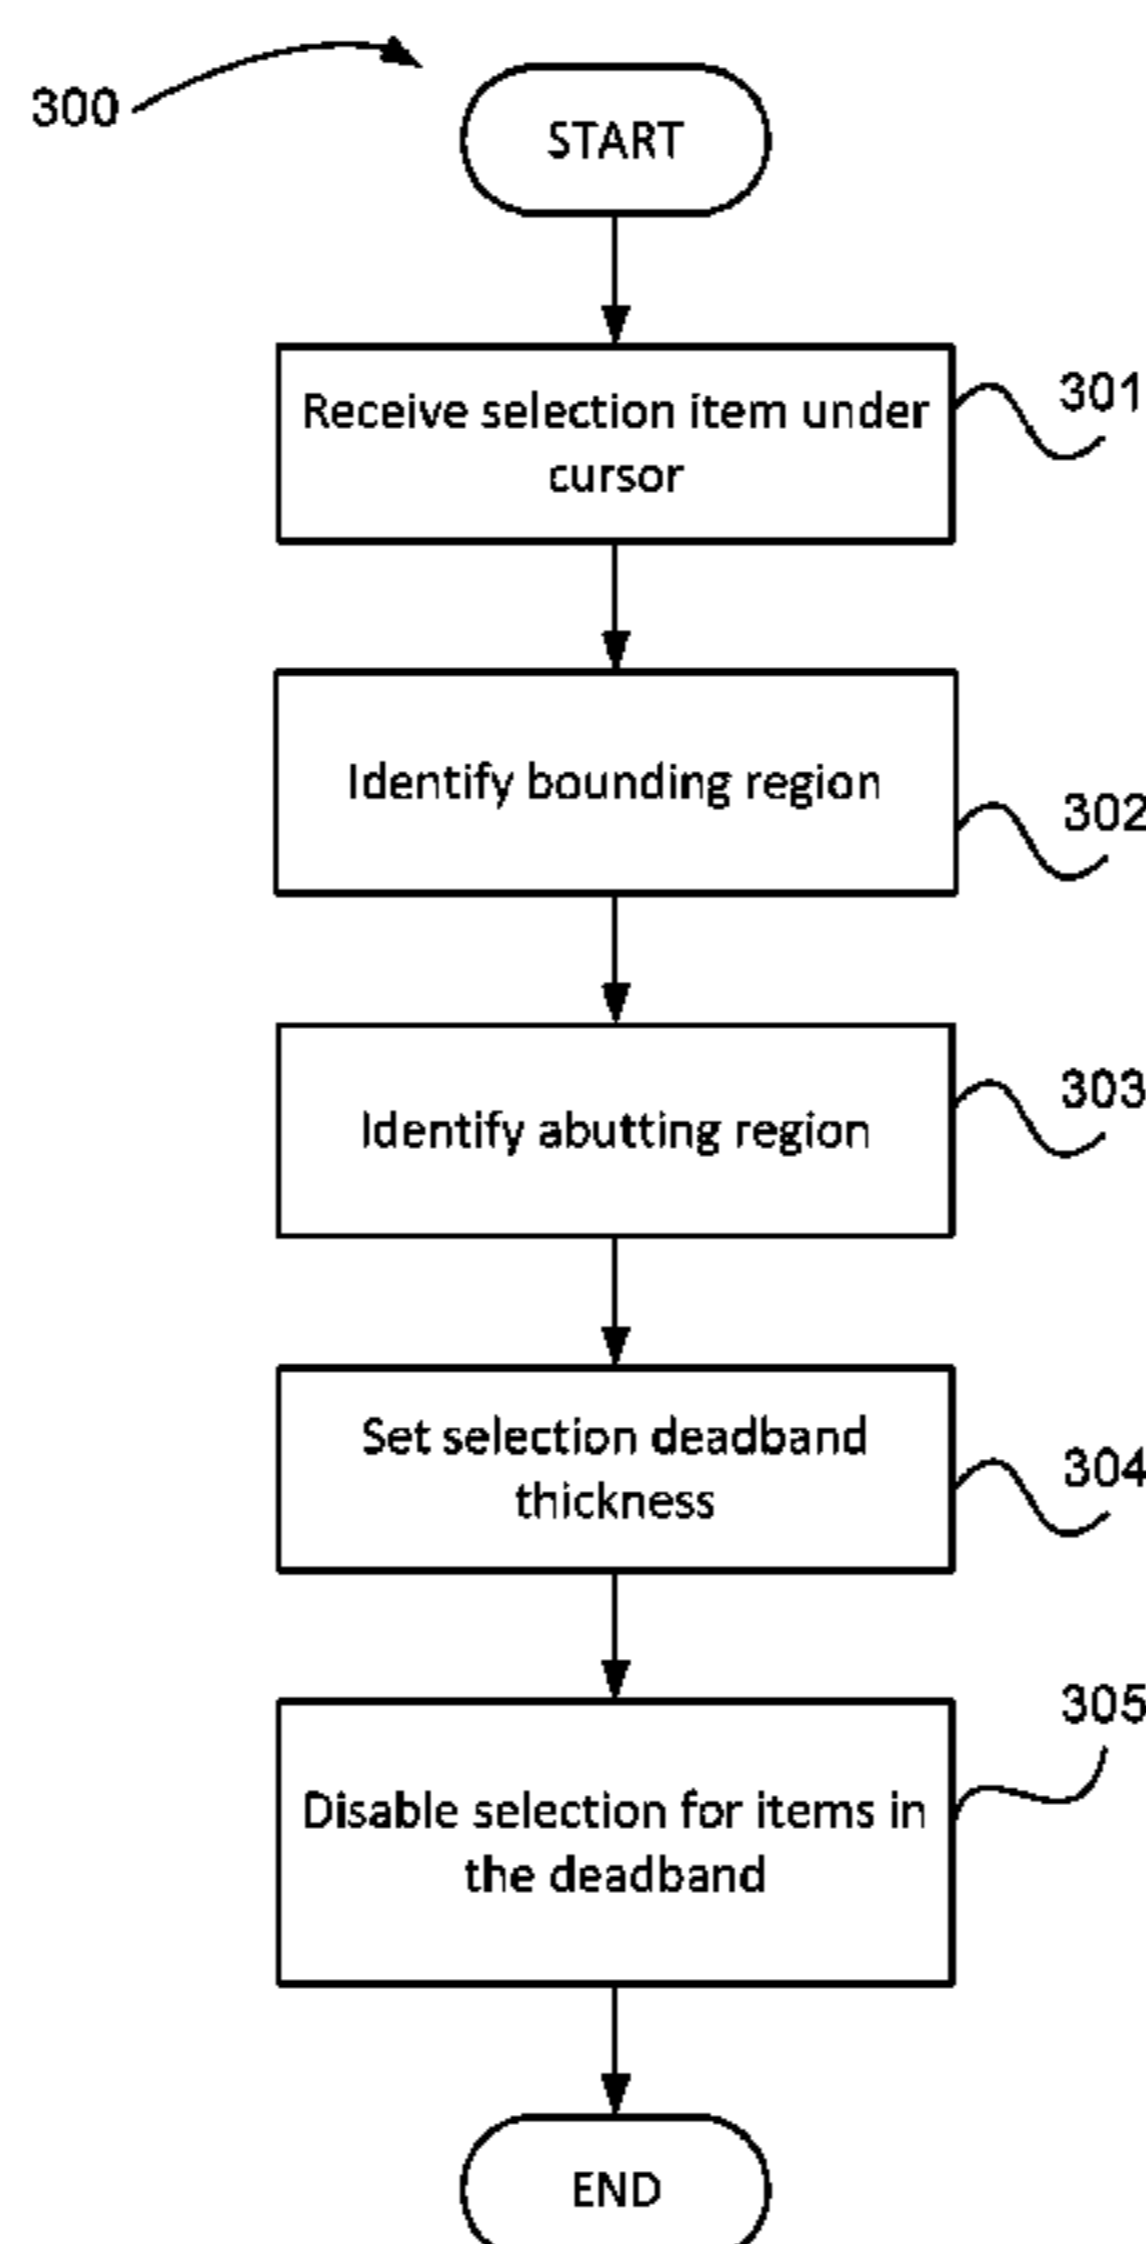 300
START
Receive selection item under
cursor
301
Identify bounding region
302
Identify abutting region
303
Set selection deadband
thickness
304
305
Disable selection for items in
the deadband
END